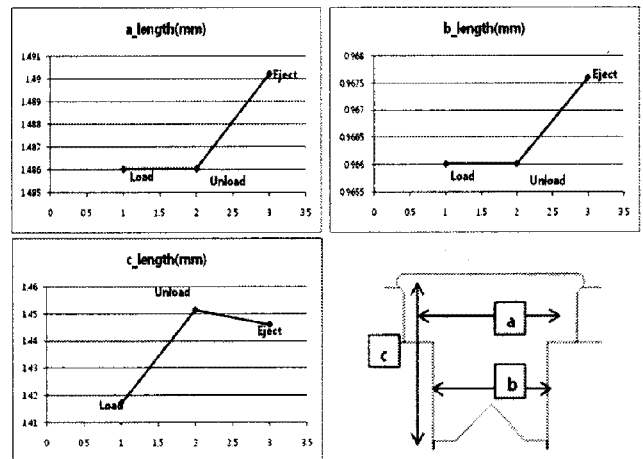 a_length(mm)
1.491
1.49
1.489
1.488
1.487
1.486
1.495
Load
Unload
Eject
0 0.5 1 1.5 2 2.5 3 3.5
b_length(mm)
0.968
0.9675
0.967
0.9665
0.966
0.9655
Load
Unload
Eject
0 0.5 1 1.5 2 2.5 3 3.5
c_length(mm)
1.46
1.45
1.44
1.43
1.42
1.41
Load
Unload
Eject
0 0.5 1 1.5 2 2.5 3 3.5
a
b
c